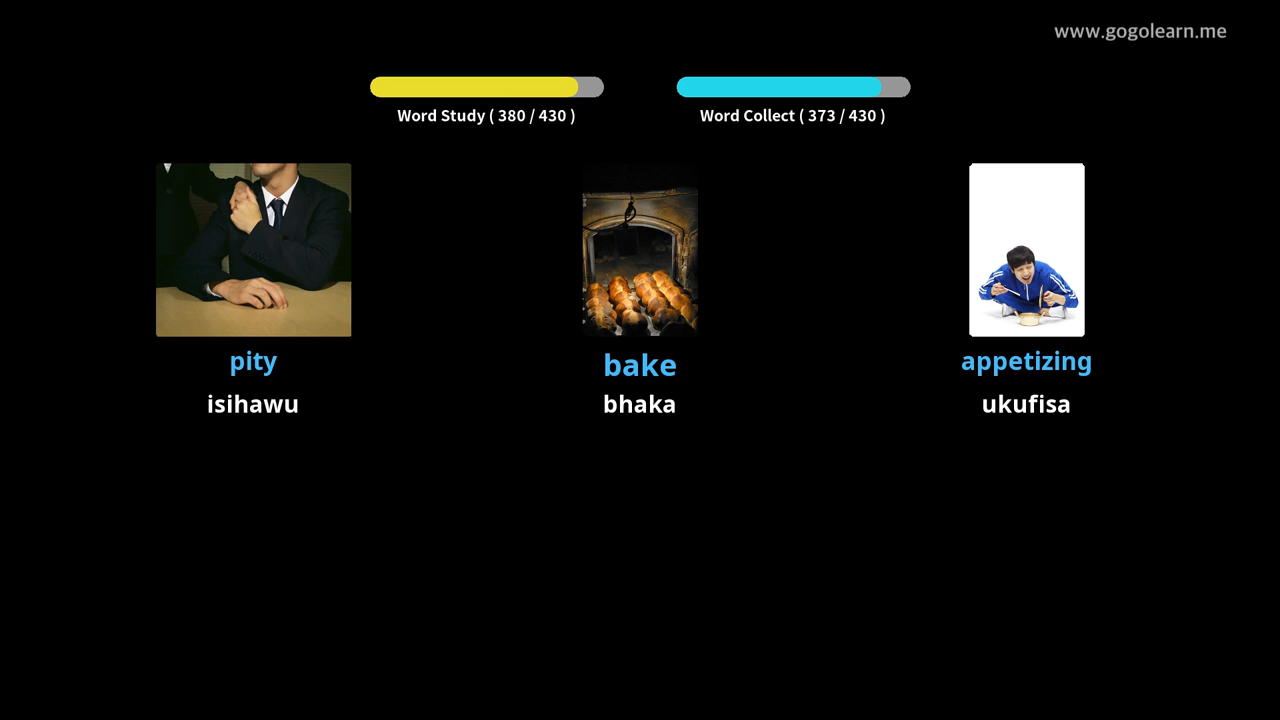 www.gogolearn.me
Word Study ( 380 / 430 )
Word Collect ( 373 / 430 )
pity
bake
appetizing
isihawu
bhaka
ukufisa